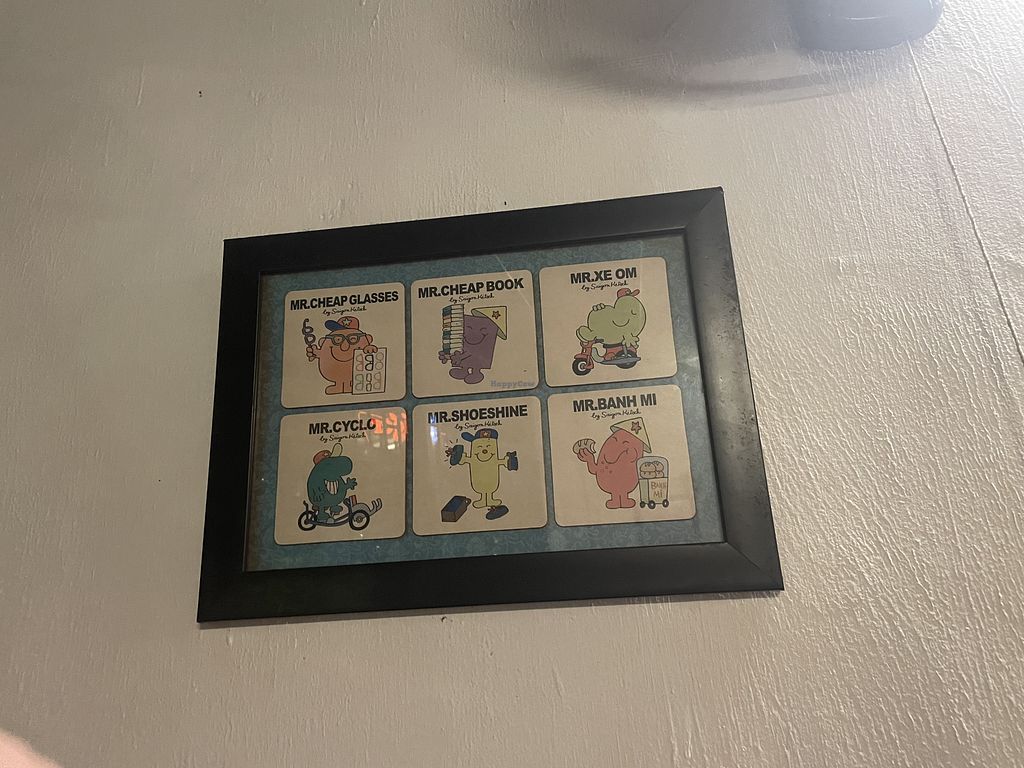 MR.CHEAP GLASSES
by Saigon Kitsch
MR.CHEAP BOOK
by Saigon Kitsch
MR.XE OM
by Saigon Kitsch
HappyCow
MR.CYCLO
by Saigon Kitsch
MR.SHOESHINE
by Saigon Kitsch
MR.BANH MI
by Saigon Kitsch
BANH
MI